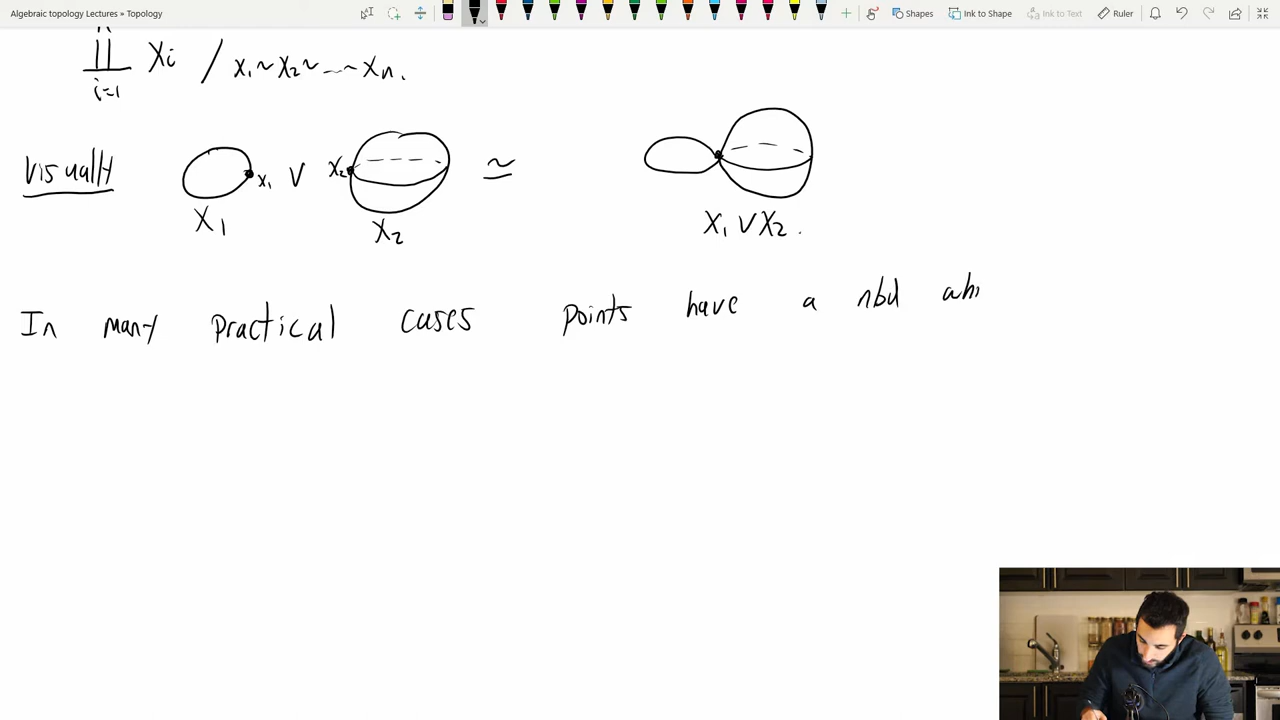 Algebraic topology Lectures » Topology
Shapes
Ink to Shape
Ink to Text
Ruler
∐ Xi / x1~x2~...~xn.
i=1
Visually
x1 V x2 ≃
X1
X2
X1 V X2.
In many practical cases points have a nbd